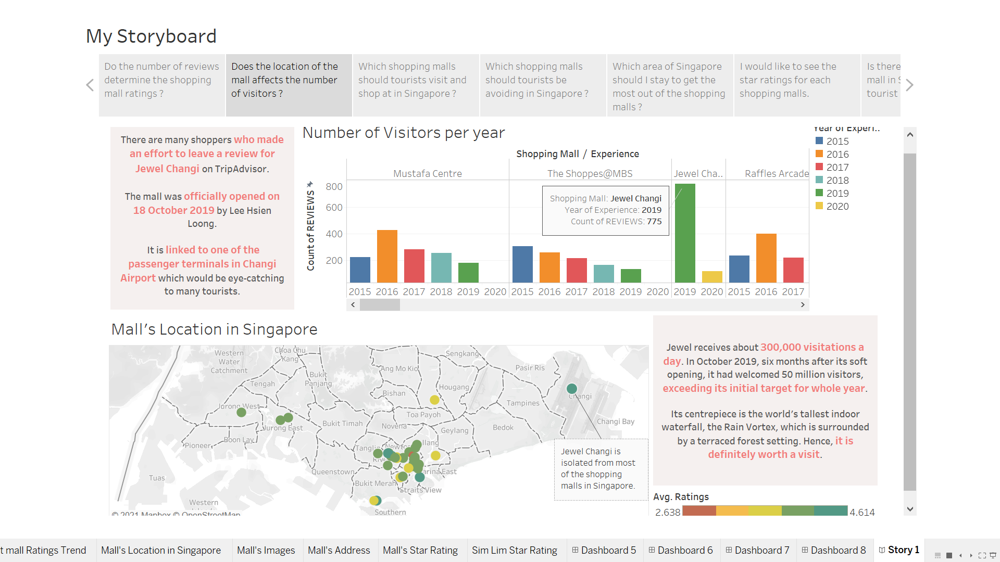 My Storyboard
Do the number of reviews
determine the shopping
mall ratings ?
Does the location of the
mall affects the number
of visitors ?
Which shopping malls
should tourists visit and
shop at in Singapore ?
Which shopping malls
should tourists be
avoiding in Singapore ?
Which area of Singapore
should I stay to get the
most out of the shopping
malls ?
I would like to see the
star ratings for each
shopping malls.
Is there
mall in
tourist
There are many shoppers who made
an effort to leave a review for
Jewel Changi on TripAdvisor.
The mall was officially opened on
18 October 2019 by Lee Hsien
Loong.
It is linked to one of the
passenger terminals in Changi
Airport which would be eye-catching
to many tourists.
Number of Visitors per year
Shopping Mall / Experience
Mustafa Centre
The Shoppes@MBS
Jewel Cha..
Raffles Arcade
Count of REVIEWS
800
600
400
200
Shopping Mall: Jewel Changi
Year of Experience: 2019
Count of REVIEWS: 775
2015 2016 2017 2018 2019 2020 2015 2016 2017 2018 2019 2020 2019 2020 2015 2016 2017
Year of Experi..
2015
2016
2017
2018
2019
2020
Mall's Location in Singapore
Western
Water
Catchment
Choa Chu
Kang
Sengkang
Ang Mo Kio
Pasir Ris
Bukit
Panjang
Tengah
Hougang
Bishan
Changi
Tampines
Jurong West
Toa Payoh
Bukit Timah
Novena
Changi Bay
Jurong East
Geylang
Bedok
Boon Lay
Pioneer
Tanglin
Newton
llang
Queenstown
arina East
Tuas
Bukit Merah
Straits View
Western
Southern
© 2021 Mapbox © OpenStreetMap
Jewel Changi is
isolated from most
of the shopping
malls in Singapore.
Jewel receives about 300,000 visitations a
day. In October 2019, six months after its soft
opening, it had welcomed 50 million visitors,
exceeding its initial target for whole year.
Its centrepiece is the world's tallest indoor
waterfall, the Rain Vortex, which is surrounded
by a terraced forest setting. Hence, it is
definitely worth a visit.
Avg. Ratings
2.638
4.614
t mall Ratings Trend
Mall's Location in Singapore
Mall's Images
Mall's Address
Mall's Star Rating
Sim Lim Star Rating
Dashboard 5
Dashboard 6
Dashboard 7
Dashboard 8
Story 1